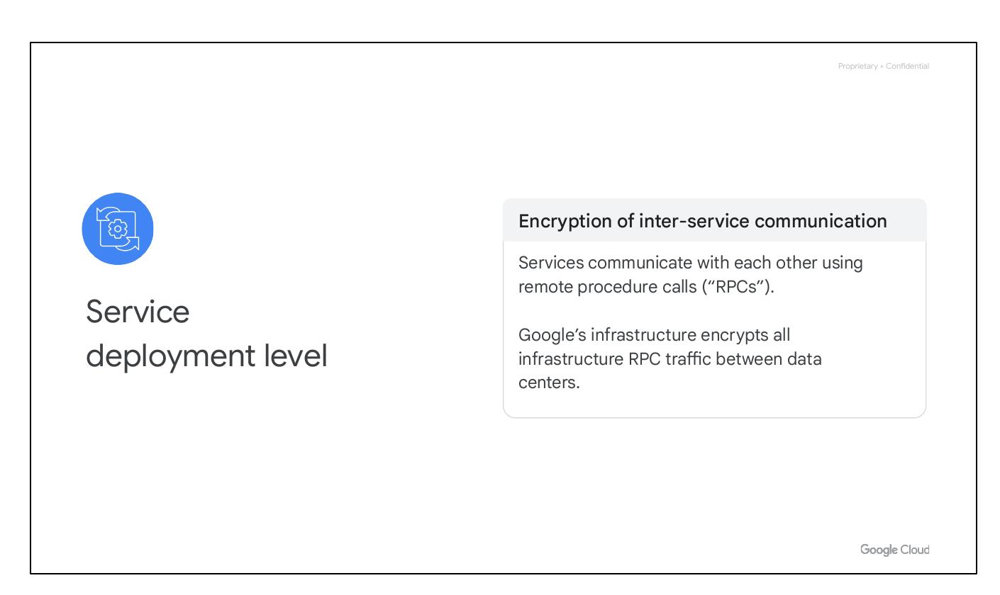 Proprietary + Confidential
Service
deployment level
Encryption of inter-service communication
Services communicate with each other using
remote procedure calls (“RPCs”).
Google’s infrastructure encrypts all
infrastructure RPC traffic between data
centers.
Google Cloud